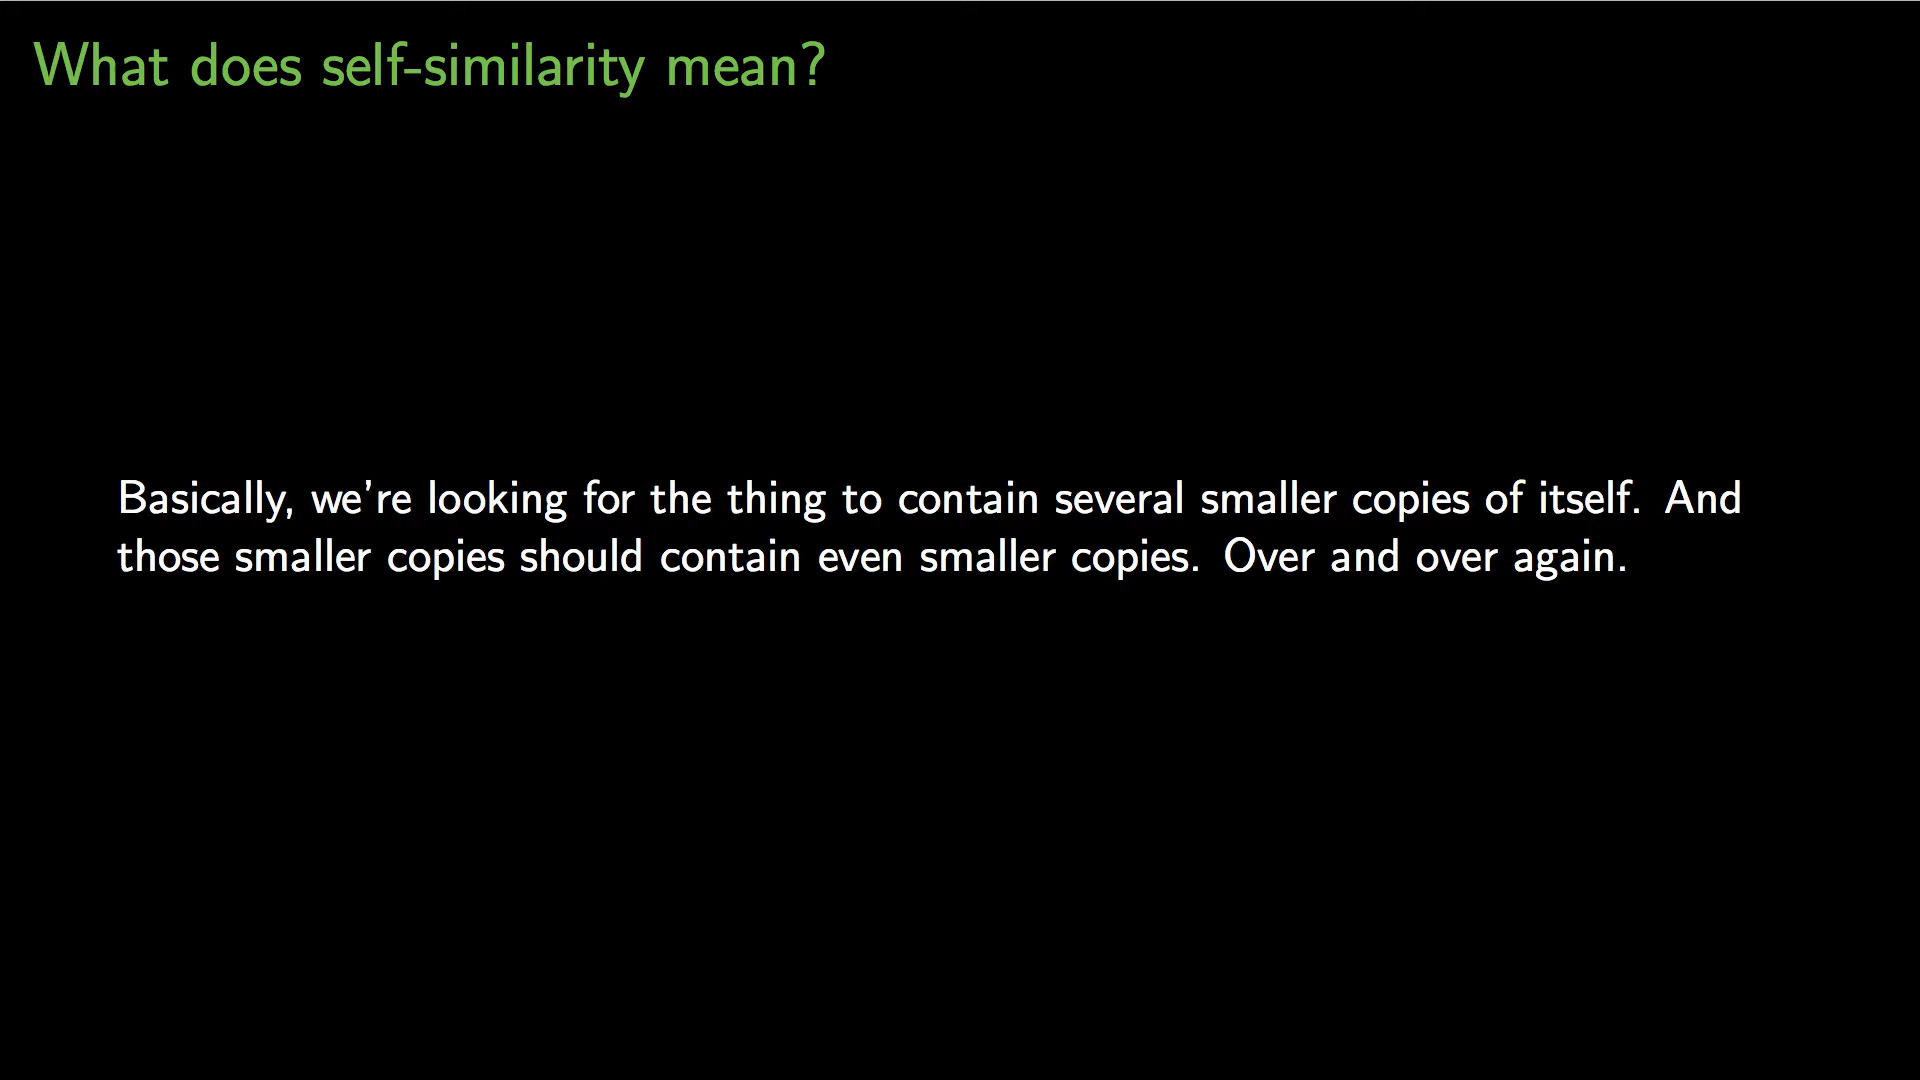 What does self-similarity mean?
Basically, we're looking for the thing to contain several smaller copies of itself. And
those smaller copies should contain even smaller copies. Over and over again.